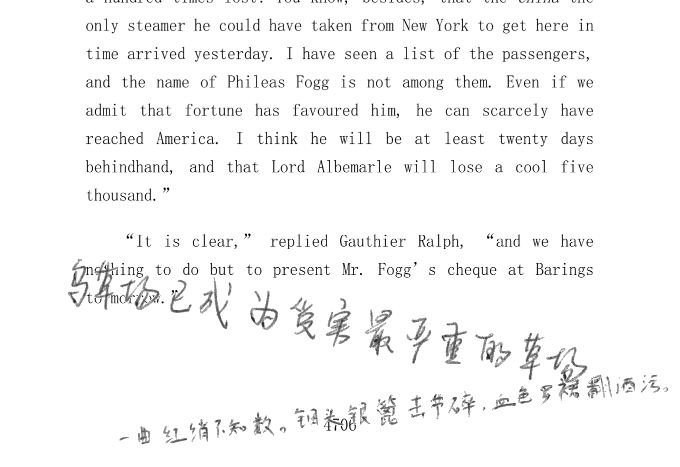 a hundred times lost. You know, besides, that the China the
only steamer he could have taken from New York to get here in
time arrived yesterday. I have seen a list of the passengers,
and the name of Phileas Fogg is not among them. Even if we
admit that fortune has favoured him, he can scarcely have
reached America. I think he will be at least twenty days
behindhand, and that Lord Albemarle will lose a cool five
thousand.”
“It is clear,” replied Gauthier Ralph, “and we have
nothing to do but to present Mr. Fogg’s cheque at Barings
to-morrow.”
草场已成为受害最严重的草场
一曲红绡不知数。钿头银篦击节碎,血色罗裙翻酒污。
4706